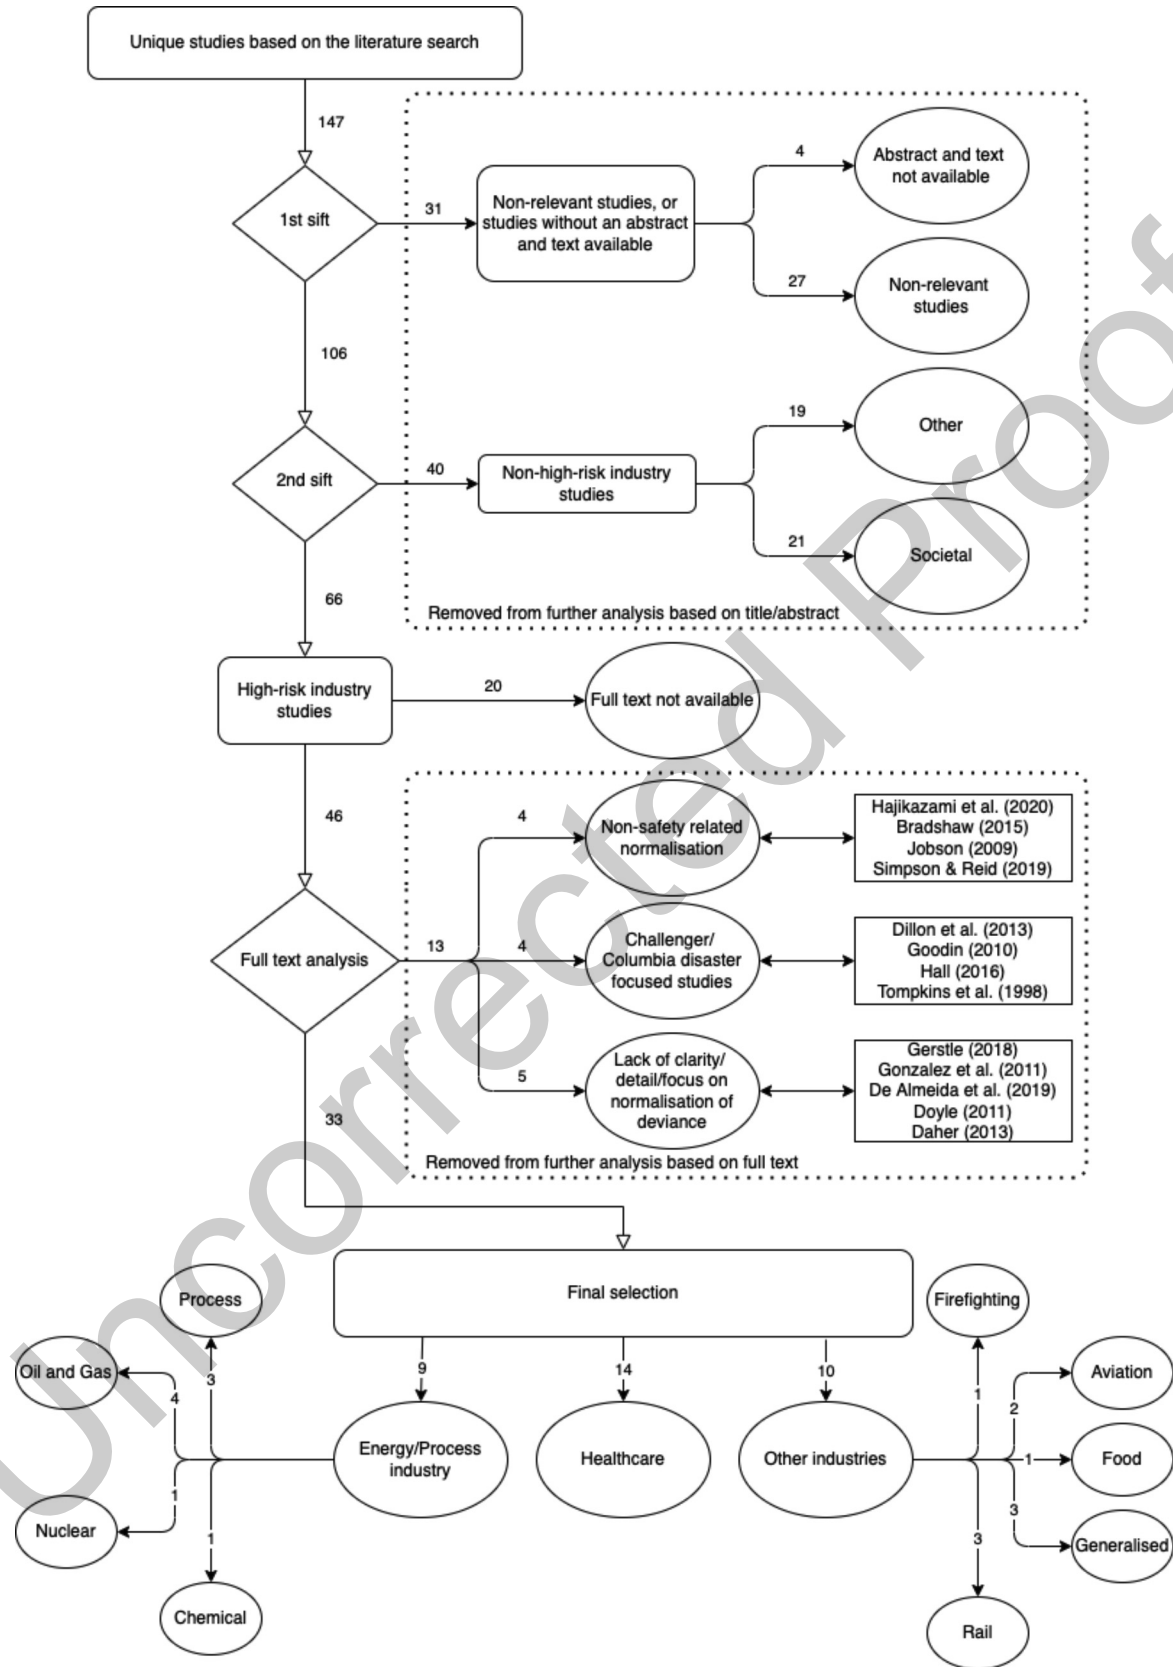 Unique studies based on the literature search
147
1st sift
31
Non-relevant studies, or
studies without an abstract
and text available
4
Abstract and text
not available
27
Non-relevant
studies
106
2nd sift
40
Non-high-risk industry
studies
19
Other
21
Societal
Removed from further analysis based on title/abstract
66
High-risk industry
studies
20
Full text not available
46
Full text analysis
13
4
Non-safety related
normalisation
Hajikazami et al. (2020)
Bradshaw (2015)
Jobson (2009)
Simpson & Reid (2019)
4
Challenger/
Columbia disaster
focused studies
Dillon et al. (2013)
Goodin (2010)
Hall (2016)
Tompkins et al. (1998)
5
Lack of clarity/
detail/focus on
normalisation of
deviance
Gerstle (2018)
Gonzalez et al. (2011)
De Almeida et al. (2019)
Doyle (2011)
Daher (2013)
Removed from further analysis based on full text
33
Final selection
9
14
10
Energy/Process
industry
Healthcare
Other industries
Process
3
Oil and Gas
4
Nuclear
1
Chemical
1
Firefighting
1
Aviation
2
Food
1
Generalised
3
Rail
3
Uncorrected Proof